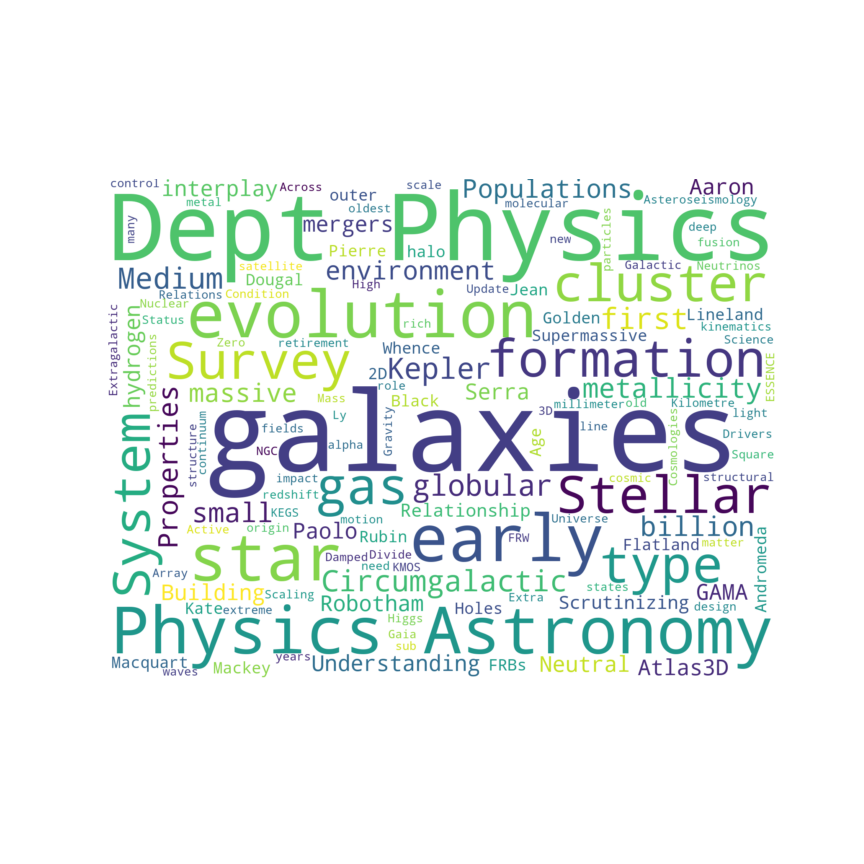 control
interplay
Across
scale
Populations
Aaron
metal
outer
oldest
molecular
Asteroseismology
many
Dept Physics
mergers
new
particles
deep
Pierre
halo
fusion
Medium
satellite
Dougal
environment
Galactic
Neutrinos
cluster
High
Relations
Condition
Update
Jean
Nuclear
evolution
Golden
first
Lineland
Extragalactic
hydrogen
Status
rich
kinematics
Supermassive
Science
predictions
Zero
retirement
Whence
Survey
Kepler
formation
ESSENCE
2D
massive
Mass
role
Serra
metallicity
Black
millimeter
old
Kilometre
galaxies
Properties
System
structure
continuum
fields
Ly
alpha
Gravity
3D
line
Age
Cosmologies
light
Drivers
Square
NGC
gas
impact
globular
cosmic
structural
redshift
Stellar
small
KEGS
Relationship
origin
motion
Universe
billion
Active
Paolo
Rubin
early
FRW
Flatland
matter
Andromeda
star
Damped
Divide
KMOS
type
Array
need
states
Circumgalactic
Building
Scaling
Extra
GAMA
Kate
extreme
Robotham
Holes
Scrutinizing
design
Higgs
Physics Astronomy
Gaia
sub
Macquart
years
waves
Mackey
Understanding
FRBs
Neutral
Atlas3D